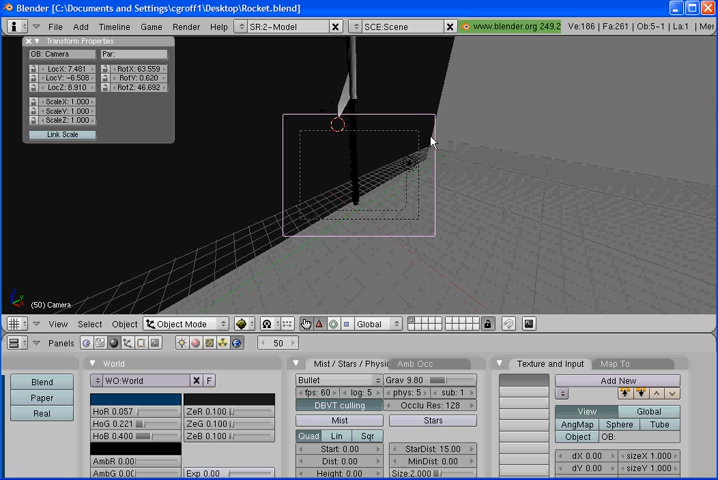 Blender [C:\Documents and Settings\cgroff1\Desktop\Rocket.blend]
File Add Timeline Game Render Help SR:2-Model SCE:Scene www.blender.org 249.2 Ve:186 | Fa:261 | Ob:5-1 | La:1 | Mer
Transform Properties
OB: Camera Par:
LocX: 7.481 RotX: 63.559
LocY: -6.508 RotY: 0.620
LocZ: 8.910 RotZ: 46.692
ScaleX: 1.000
ScaleY: 1.000
ScaleZ: 1.000
Link Scale
(50) Camera
View Select Object Object Mode Global
Panels 50
World Mist / Stars / Physic Amb Occ Texture and Input Map To
Blend WO:World F Bullet Grav 9.80 Add New
Paper fps: 60 log: 5 phys: 5 sub: 1
Real HoR 0.057 ZeR 0.100 DBVT culling Occlu Res: 128 View Global
HoG 0.221 ZeG 0.100 Mist Stars AngMap Sphere Tube
HoB 0.400 ZeB 0.100 Quad Lin Sqr Object OB:
Start: 0.00 StarDist: 15.00
AmbR 0.00 Dist: 0.00 MinDist: 0.00 dX 0.00 sizeX 1.000
AmbG 0.00 Exp 0.00 Height: 0.00 Size:2.000 dY 0.00 sizeY 1.000